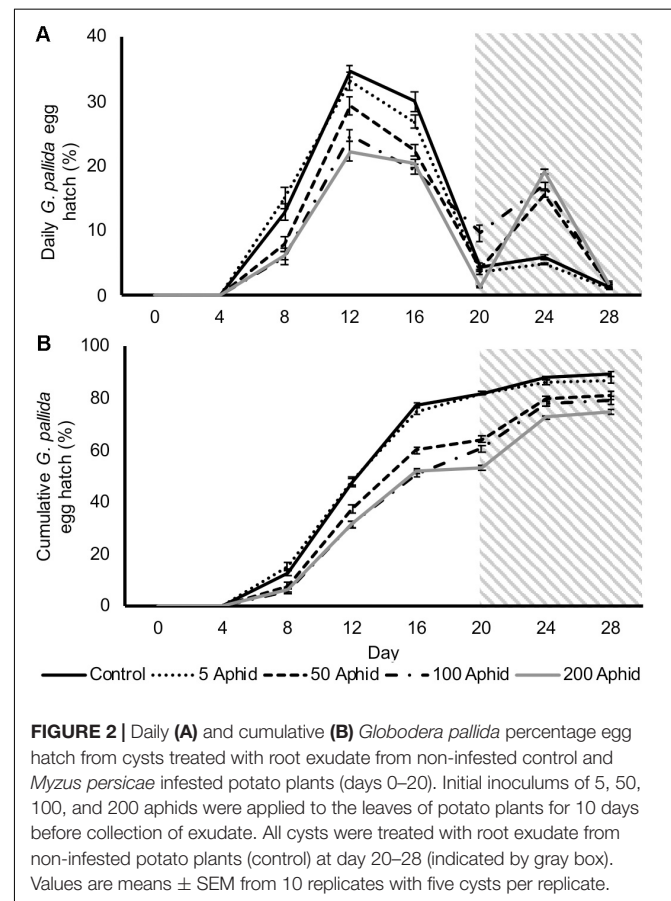 A
40
30
20
10
0
Daily G. pallida egg
hatch (%)
0 4 8 12 16 20 24 28
B
100
80
60
40
20
0
Cumulative G. pallida
egg hatch (%)
0 4 8 12 16 20 24 28
Day
Control 5 Aphid 50 Aphid 100 Aphid 200 Aphid
FIGURE 2 | Daily (A) and cumulative (B) Globodera pallida percentage egg
hatch from cysts treated with root exudate from non-infested control and
Myzus persicae infested potato plants (days 0–20). Initial inoculums of 5, 50,
100, and 200 aphids were applied to the leaves of potato plants for 10 days
before collection of exudate. All cysts were treated with root exudate from
non-infested potato plants (control) at day 20–28 (indicated by gray box).
Values are means ± SEM from 10 replicates with five cysts per replicate.